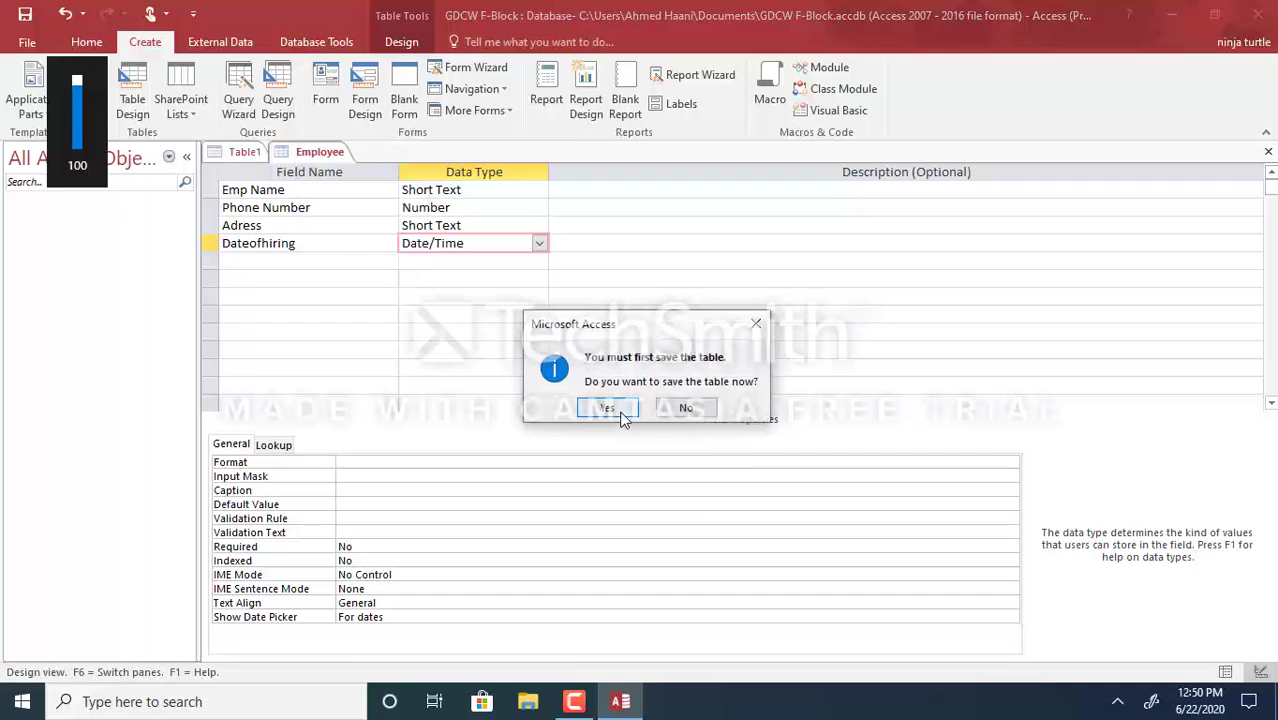 Table Tools
GDCW F-Block : Database- C:\Users\Ahmed Haani\Documents\GDCW F-Block.accdb (Access 2007 - 2016 file format) - Access (Pr...
File
Home
Create
External Data
Database Tools
Design
Tell me what you want to do...
ninja turtle
Applica
Parts
Table
Design
SharePoint
Lists
Query
Wizard
Query
Design
Form
Form
Design
Blank
Form
Form Wizard
Navigation
More Forms
Report
Report
Design
Blank
Report
Report Wizard
Labels
Macro
Module
Class Module
Visual Basic
Templ
Tables
Queries
Forms
Reports
Macros & Code
100
All A
Obje...
Search...
Table1
Employee
Field Name
Data Type
Description (Optional)
Emp Name
Short Text
Phone Number
Number
Adress
Short Text
Dateofhiring
Date/Time
Microsoft Access
You must first save the table.
Do you want to save the table now?
Yes
No
TechSmith
MADE WITH CAMTASIA FREE TRIAL
General
Lookup
Format
Input Mask
Caption
Default Value
Validation Rule
Validation Text
Required
No
Indexed
No
IME Mode
No Control
IME Sentence Mode
None
Text Align
General
Show Date Picker
For dates
The data type determines the kind of values
that users can store in the field. Press F1 for
help on data types.
Design view. F6 = Switch panes. F1 = Help.
Type here to search
12:50 PM
6/22/2020